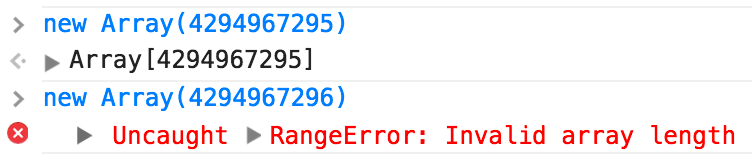 new Array(4294967295)
Array[4294967295]
new Array(4294967296)
Uncaught RangeError: Invalid array length